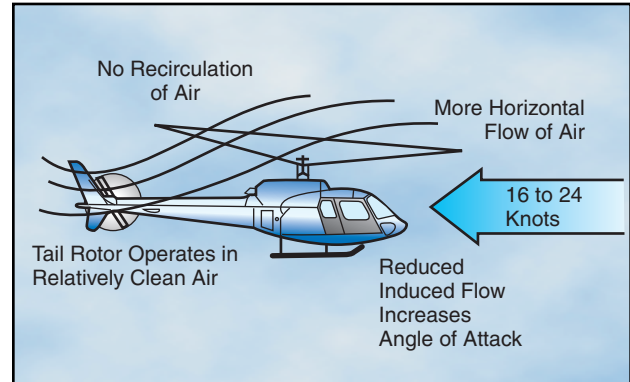 No Recirculation
of Air
More Horizontal
Flow of Air
16 to 24
Knots
Tail Rotor Operates in
Relatively Clean Air
Reduced
Induced Flow
Increases
Angle of Attack